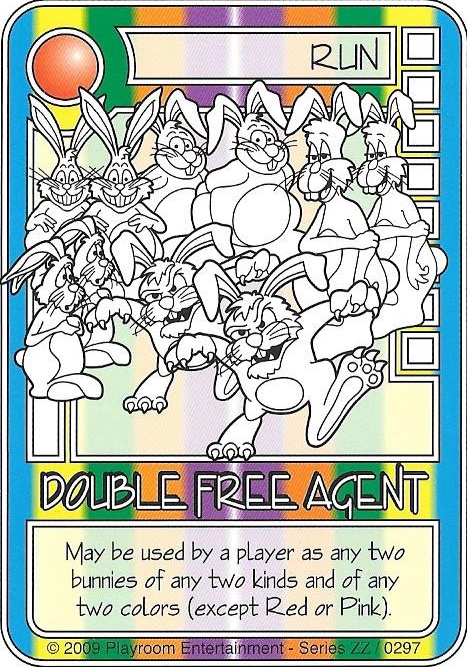 RUN
DOUBLE FREE AGENT
May be used by a player as any two
bunnies of any two kinds and of any
two colors (except Red or Pink).
© 2009 Playroom Entertainment - Series ZZ / 0297